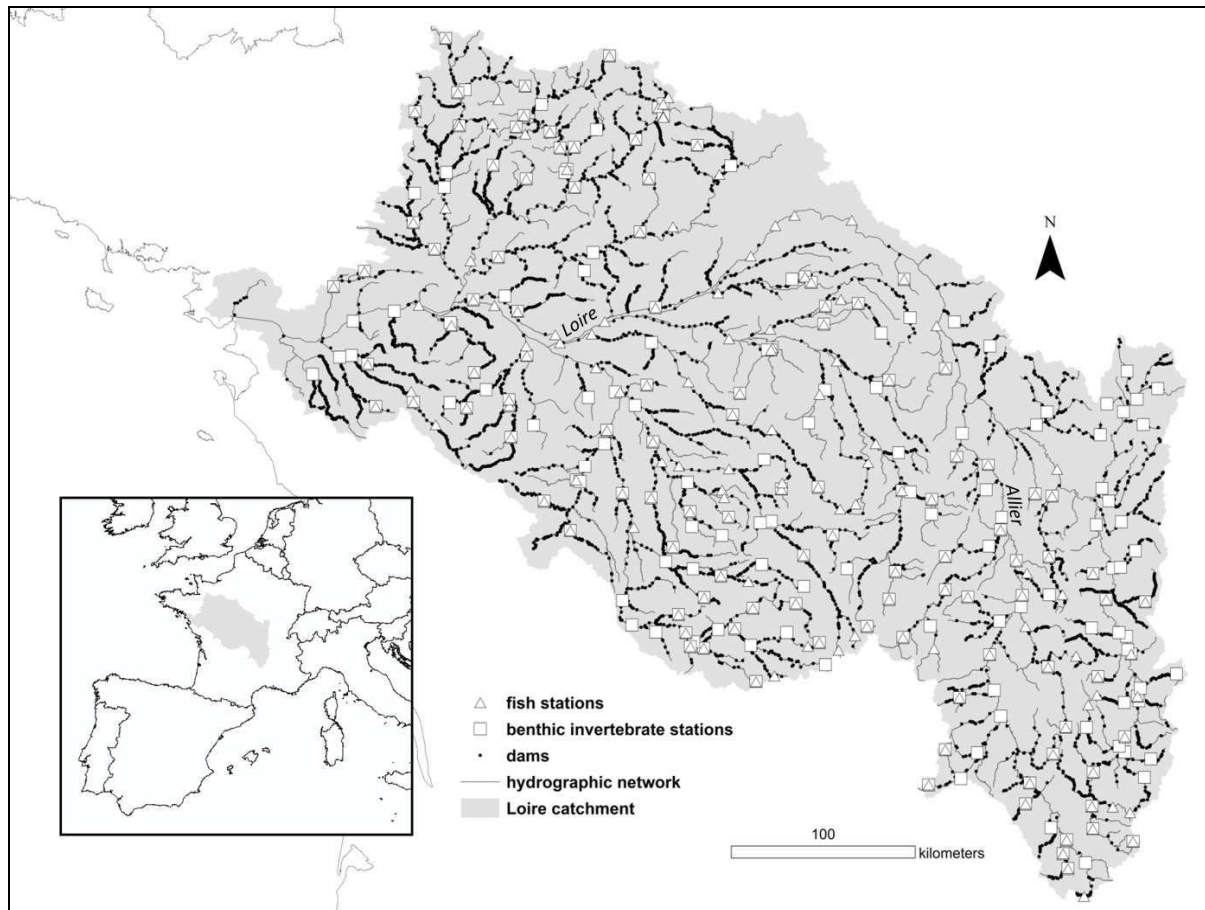 N
Loire
Allier
fish stations
benthic invertebrate stations
dams
hydrographic network
Loire catchment
100
kilometers